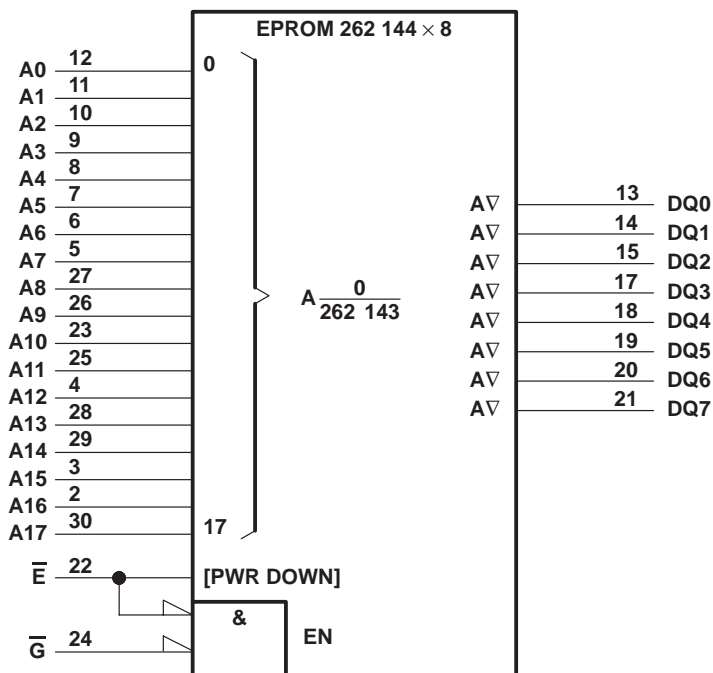 EPROM 262 144 × 8
A0 12 0
A1 11
A2 10
A3 9
A4 8
A5 7
A6 6
A7 5
A8 27
A9 26
A10 23
A11 25
A12 4
A13 28
A14 29
A15 3
A16 2
A17 30 17
A 0
262 143
A∇ 13 DQ0
A∇ 14 DQ1
A∇ 15 DQ2
A∇ 17 DQ3
A∇ 18 DQ4
A∇ 19 DQ5
A∇ 20 DQ6
A∇ 21 DQ7
E̅ 22 [PWR DOWN]
&
EN
G̅ 24